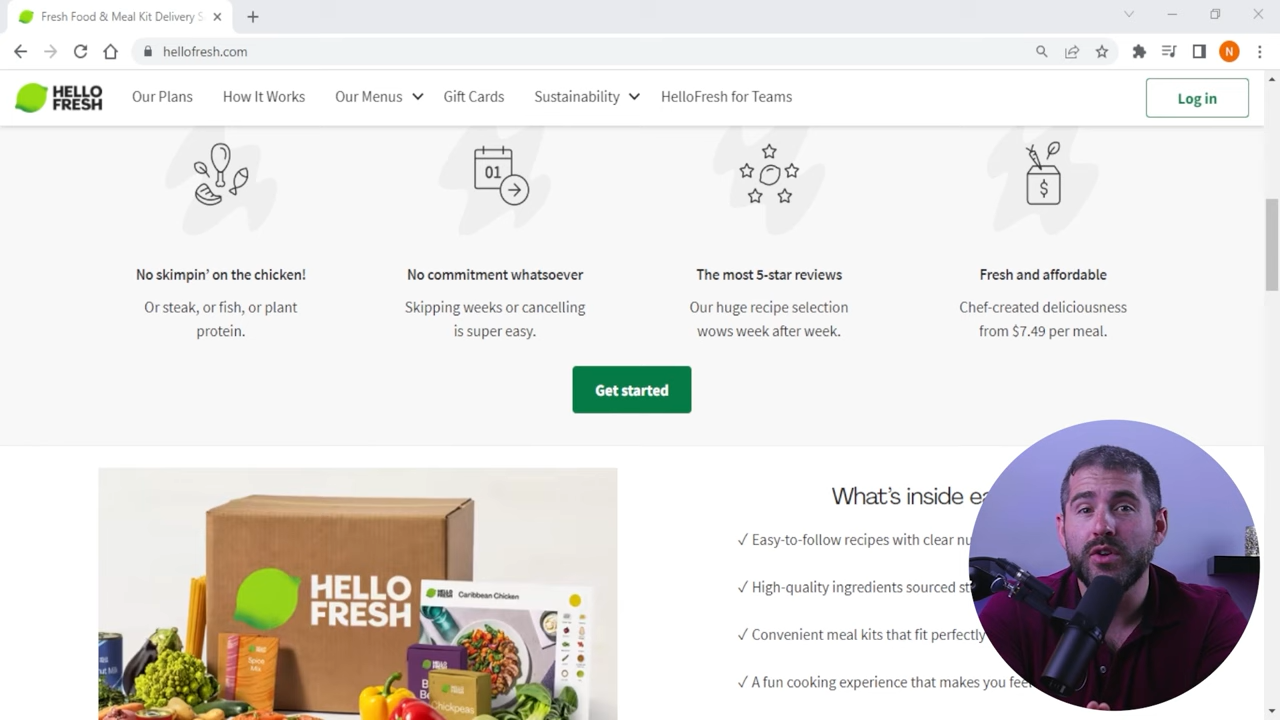 Fresh Food & Meal Kit Delivery S
hellofresh.com
N
HELLO
FRESH
Our Plans
How It Works
Our Menus
Gift Cards
Sustainability
HelloFresh for Teams
Log in
01
$
No skimpin' on the chicken!
Or steak, or fish, or plant
protein.
No commitment whatsoever
Skipping weeks or cancelling
is super easy.
The most 5-star reviews
Our huge recipe selection
wows week after week.
Fresh and affordable
Chef-created deliciousness
from $7.49 per meal.
Get started
HELLO
FRESH
Caribbean Chicken
Spice
Mix
Chickpeas
What's inside ea
✓ Easy-to-follow recipes with clear nu
✓ High-quality ingredients sourced st
✓ Convenient meal kits that fit perfectly
✓ A fun cooking experience that makes you feel